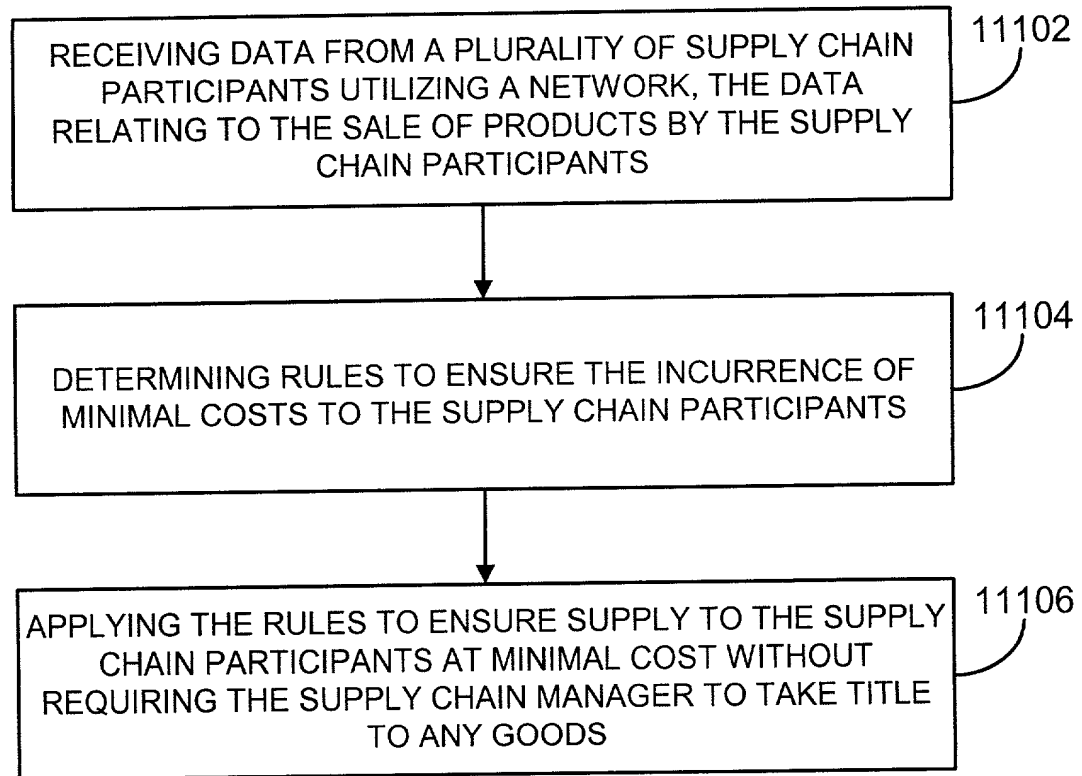 RECEIVING DATA FROM A PLURALITY OF SUPPLY CHAIN
PARTICIPANTS UTILIZING A NETWORK, THE DATA
RELATING TO THE SALE OF PRODUCTS BY THE SUPPLY
CHAIN PARTICIPANTS
11102
DETERMINING RULES TO ENSURE THE INCURRENCE OF
MINIMAL COSTS TO THE SUPPLY CHAIN PARTICIPANTS
11104
APPLYING THE RULES TO ENSURE SUPPLY TO THE SUPPLY
CHAIN PARTICIPANTS AT MINIMAL COST WITHOUT
REQUIRING THE SUPPLY CHAIN MANAGER TO TAKE TITLE
TO ANY GOODS
11106